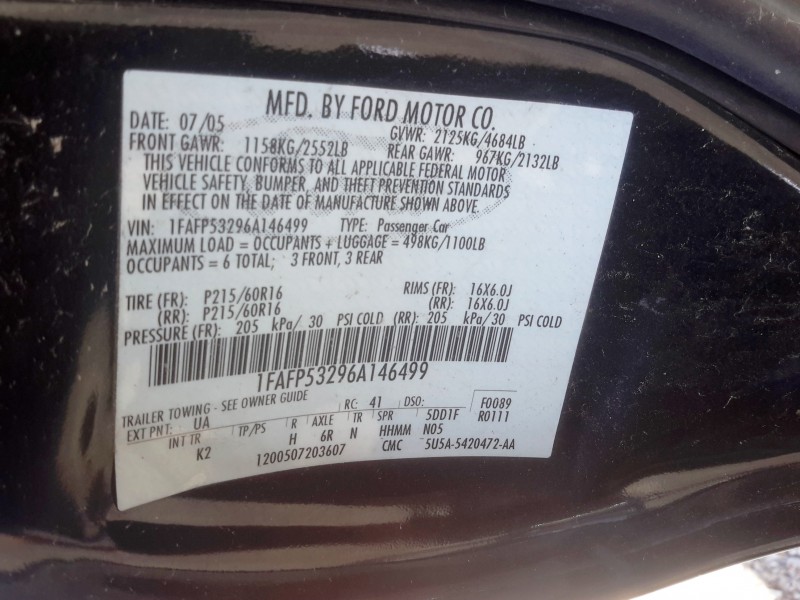 MFD. BY FORD MOTOR CO.
DATE: 07/05 GVWR: 2125KG/4684LB
FRONT GAWR: 1158KG/2552LB REAR GAWR: 967KG/2132LB
THIS VEHICLE CONFORMS TO ALL APPLICABLE FEDERAL MOTOR
VEHICLE SAFETY, BUMPER, AND THEFT PREVENTION STANDARDS
IN EFFECT ON THE DATE OF MANUFACTURE SHOWN ABOVE.
VIN: 1FAFP53296A146499 TYPE: Passenger Car
MAXIMUM LOAD = OCCUPANTS + LUGGAGE = 498KG/1100LB
OCCUPANTS = 6 TOTAL; 3 FRONT, 3 REAR
TIRE (FR): P215/60R16 RIMS (FR): 16X6.0J
(RR): P215/60R16 (RR): 16X6.0J
PRESSURE (FR): 205 kPa/ 30 PSI COLD (RR): 205 kPa/30 PSI COLD
1FAFP53296A146499
TRAILER TOWING - SEE OWNER GUIDE RC: 41 DSO: F0089
EXT PNT: UA R AXLE TR SPR 5DD1F R0111
INT TR TP/PS H 6R N HHMM N05
K2 1200507203607 CMC 5U5A-5420472-AA